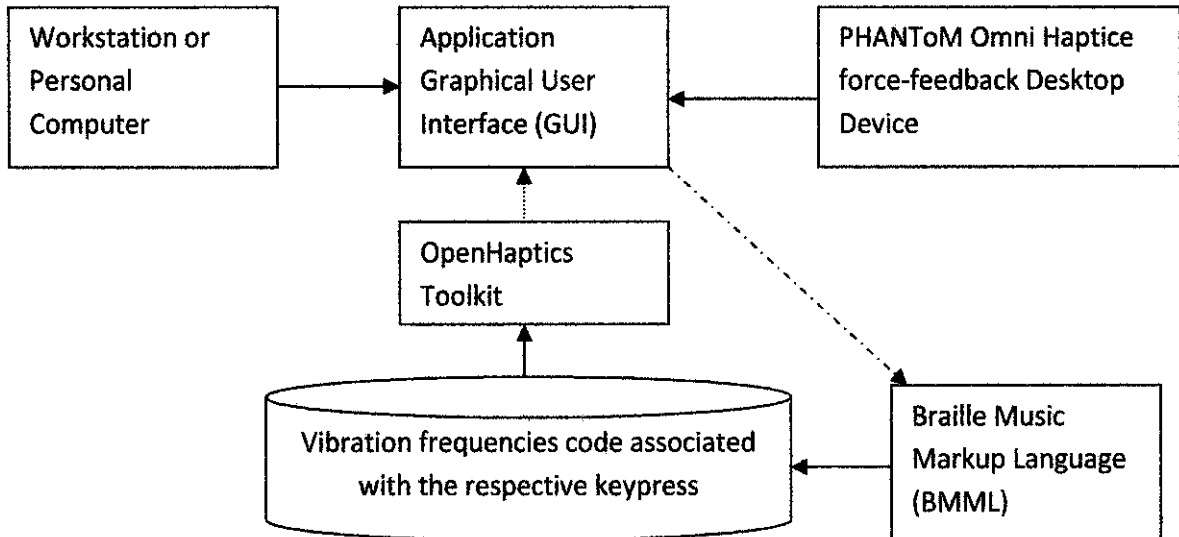 Workstation or
Personal
Computer
Application
Graphical User
Interface (GUI)
PHANToM Omni Haptice
force-feedback Desktop
Device
OpenHaptics
Toolkit
Vibration frequencies code associated
with the respective keypress
Braille Music
Markup Language
(BMML)